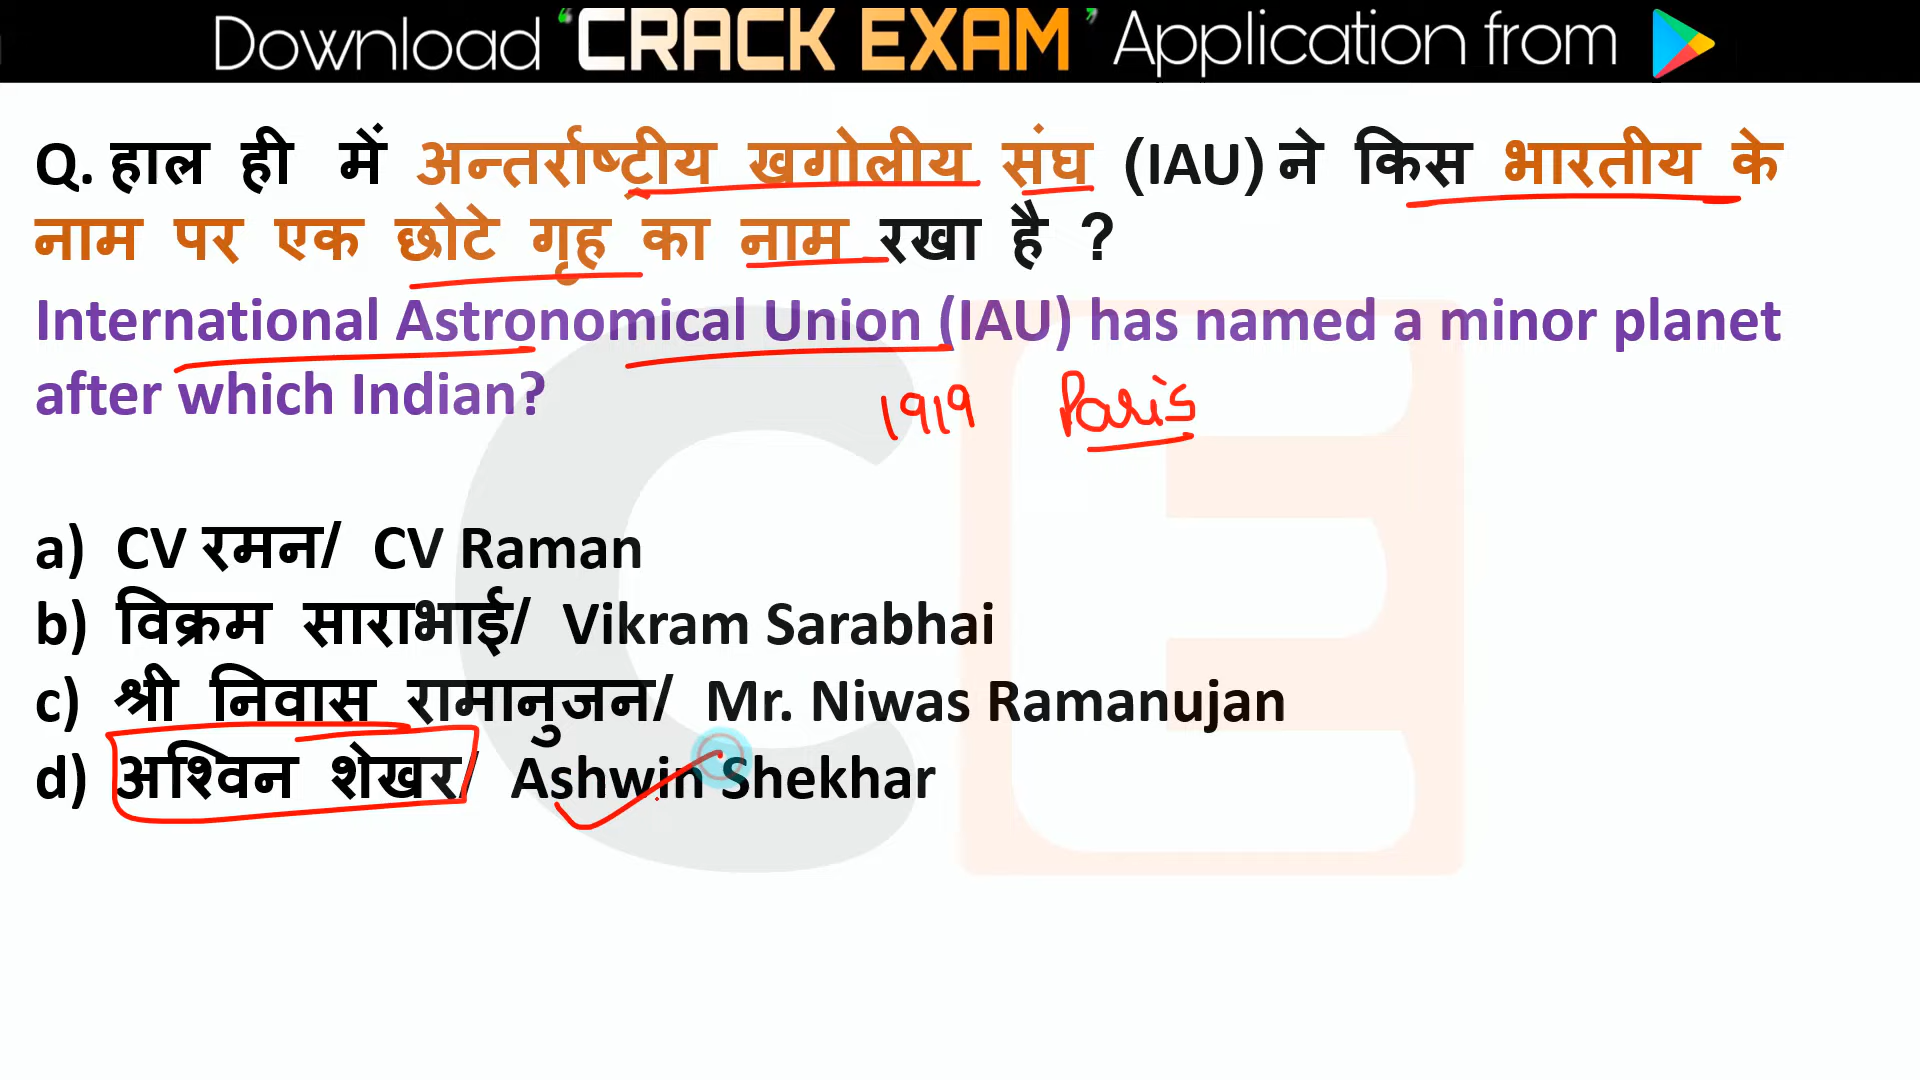 Download “CRACK EXAM” Application from
Q. हाल ही में अन्तर्राष्ट्रीय खगोलीय संघ (IAU) ने किस भारतीय के
नाम पर एक छोटे गृह का नाम रखा है ?
International Astronomical Union (IAU) has named a minor planet
after which Indian?
1919 Paris
a) CV रमन/ CV Raman
b) विक्रम साराभाई/ Vikram Sarabhai
c) श्री निवास रामानुजन/ Mr. Niwas Ramanujan
d) अश्विन शेखर/ Ashwin Shekhar
CE